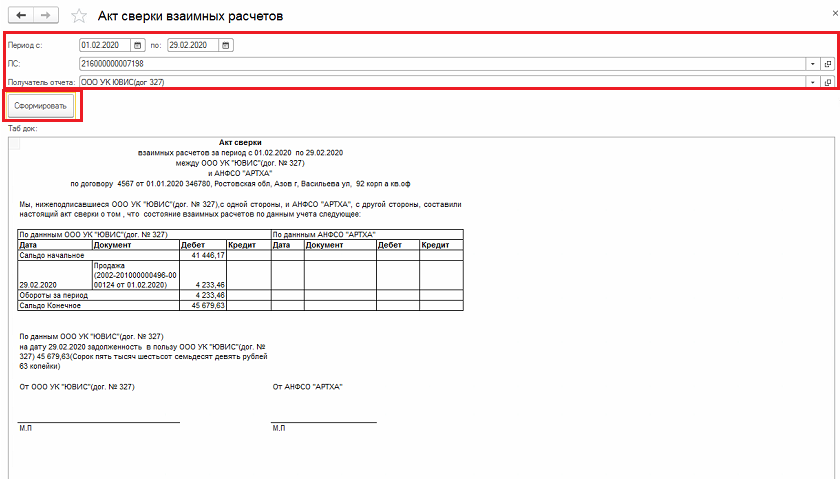 Акт сверки взаимных расчетов
Период с: 01.02.2020 по: 29.02.2020
ПС: 216000000007198
Получатель отчета: ООО УК ЮВИС(дог 327)
Сформировать
Таб док:
Акт сверки
взаимных расчетов за период с 01.02.2020 по 29.02.2020
между ООО УК "ЮВИС"(дог. № 327)
и АНФСО "АРТХА"
по договору 4567 от 01.01.2020 346780, Ростовская обл, Азов г, Васильева ул, 92 корп а кв.оф
Мы, нижеподписавшиеся ООО УК "ЮВИС"(дог. № 327),с одной стороны, и АНФСО "АРТХА", с другой стороны, составили
настоящий акт сверки о том , что состояние взаимных расчетов по данным учета следующее:
По даннным ООО УК "ЮВИС"(дог. № 327) По даннным АНФСО "АРТХА"
Дата Документ Дебет Кредит Дата Документ Дебет Кредит
Сальдо начальное 41 446,17
Продажа
(2002-201000000496-00
29.02.2020 00124 от 01.02.2020) 4 233,46
Обороты за период 4 233,46
Сальдо Конечное 45 679,63
По данным ООО УК "ЮВИС"(дог. № 327)
на дату 29.02.2020 задолженность в пользу ООО УК "ЮВИС"(дог. №
327) 45 679,63(Сорок пять тысяч шестьсот семьдесят девять рублей
63 копейки)
От ООО УК "ЮВИС"(дог. № 327) От АНФСО "АРТХА"
М.П М.П